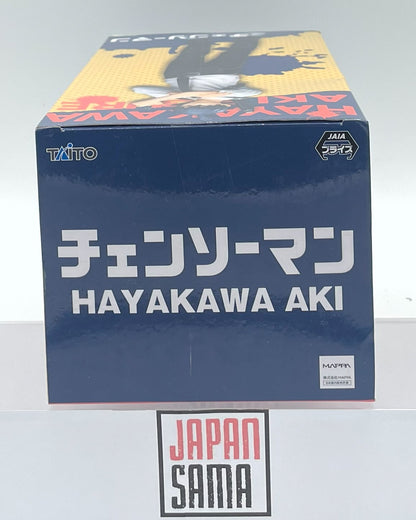 HAYAKAWA
AKI
TAITO
JAIA
プライズ
チェンソーマン
HAYAKAWA AKI
MAPPA
JAPAN
SAMA